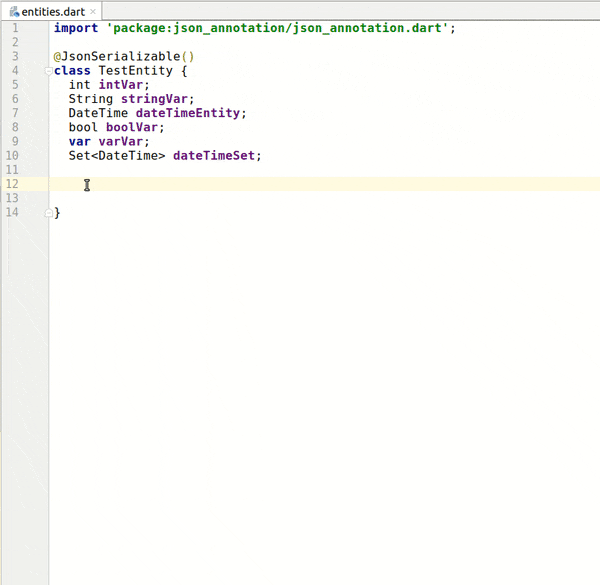 entities.dart
1 import 'package:json_annotation/json_annotation.dart';
2
3 @JsonSerializable()
4 class TestEntity {
5 int intVar;
6 String stringVar;
7 DateTime dateTimeEntity;
8 bool boolVar;
9 var varVar;
10 Set<DateTime> dateTimeSet;
11
12
13
14 }